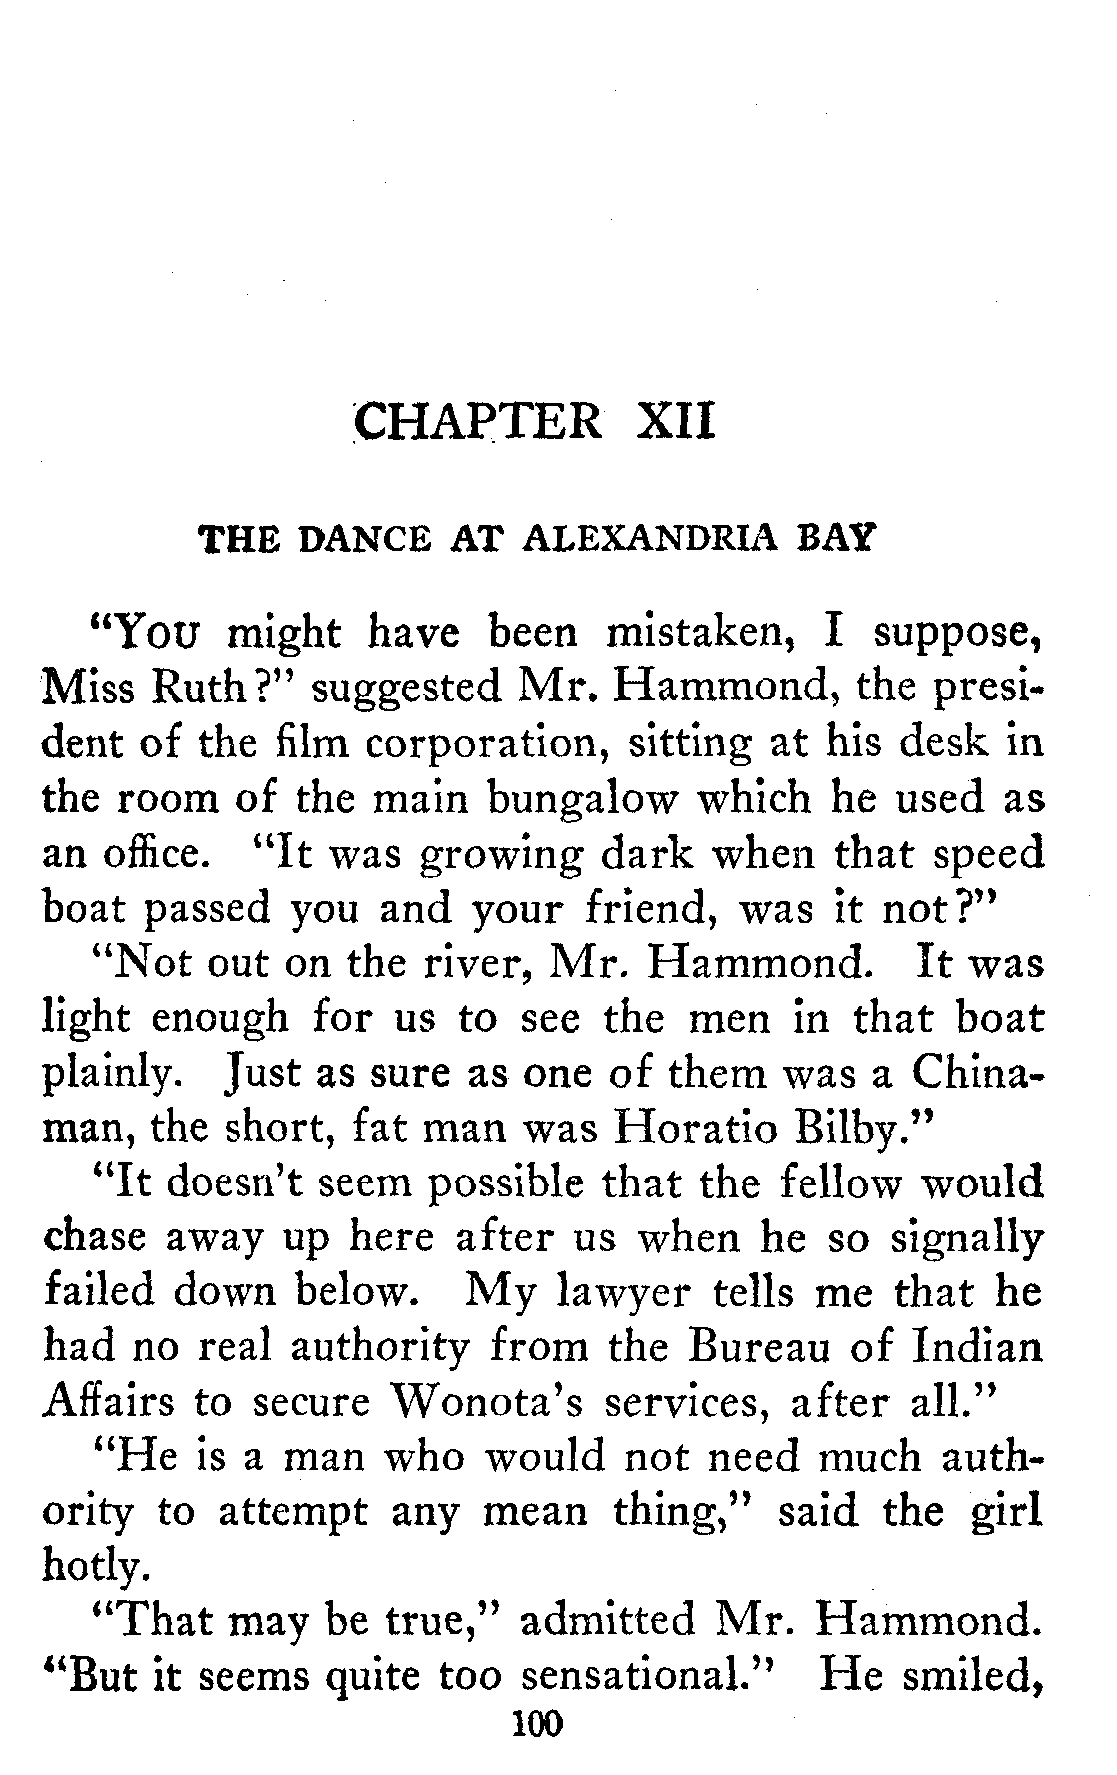 CHAPTER XII
THE DANCE AT ALEXANDRIA BAY
"YOU might have been mistaken, I suppose,
Miss Ruth?" suggested Mr. Hammond, the presi-
dent of the film corporation, sitting at his desk in
the room of the main bungalow which he used as
an office. "It was growing dark when that speed
boat passed you and your friend, was it not?"
"Not out on the river, Mr. Hammond. It was
light enough for us to see the men in that boat
plainly. Just as sure as one of them was a China-
man, the short, fat man was Horatio Bilby."
"It doesn't seem possible that the fellow would
chase away up here after us when he so signally
failed down below. My lawyer tells me that he
had no real authority from the Bureau of Indian
Affairs to secure Wonota's services, after all."
"He is a man who would not need much auth-
ority to attempt any mean thing," said the girl
hotly.
"That may be true," admitted Mr. Hammond.
"But it seems quite too sensational." He smiled,
100